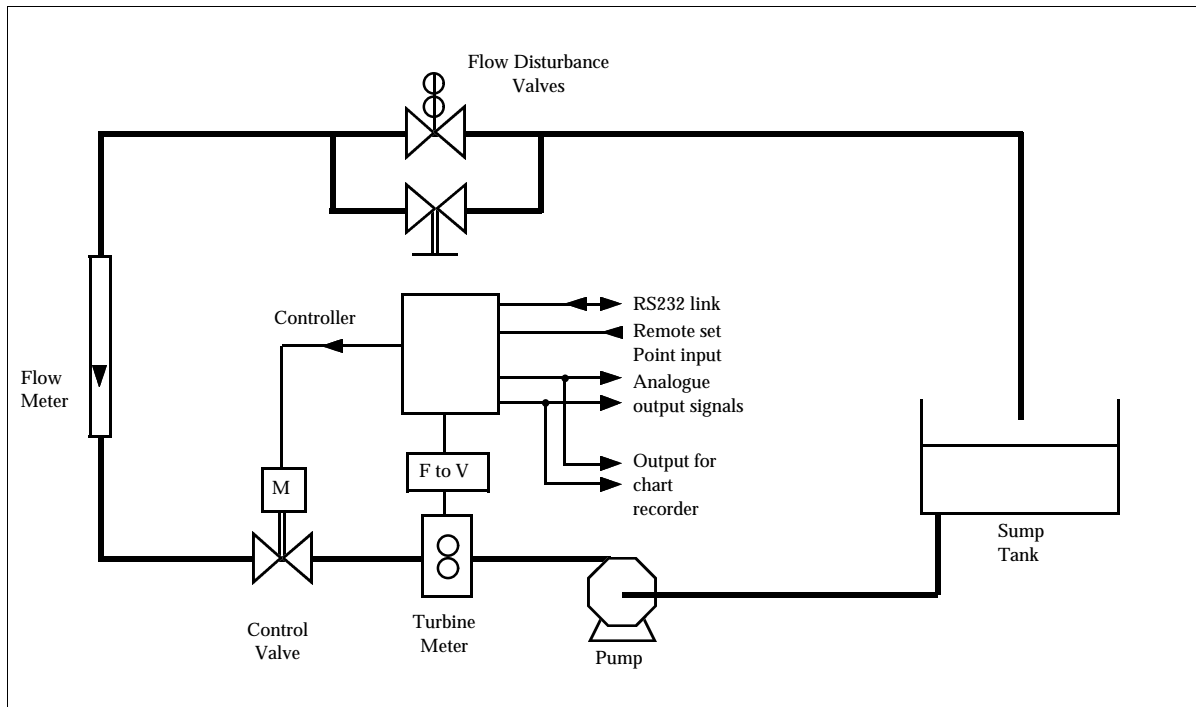 Flow Disturbance
Valves
Controller
RS232 link
Remote set
Point input
Analogue
output signals
Flow
Meter
F to V
Output for
chart
recorder
M
Sump
Tank
Control
Valve
Turbine
Meter
Pump